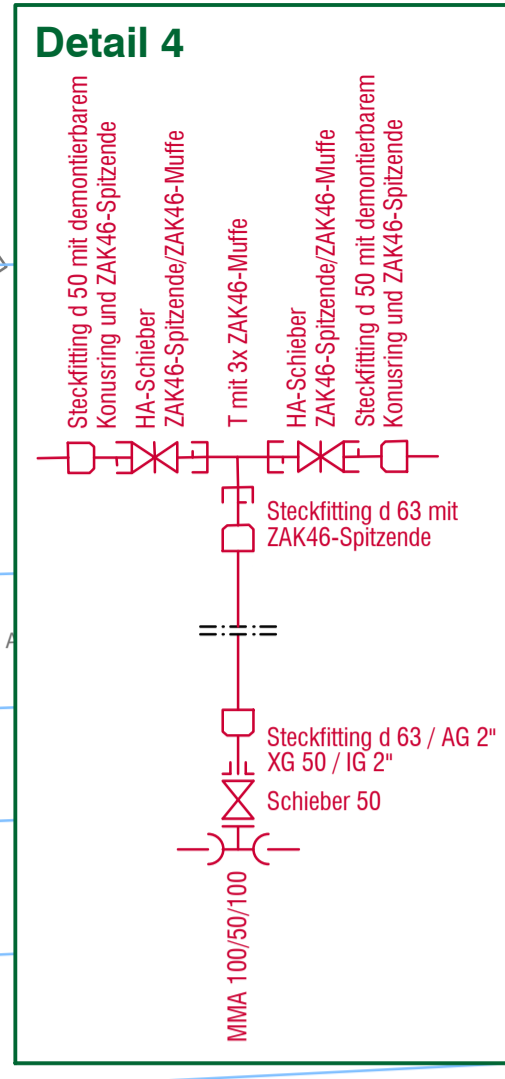 Detail 4
Steckfitting d 50 mit demontierbarem
Konusring und ZAK46-Spitzende
HA-Schieber
ZAK46-Spitzende/ZAK46-Muffe
T mit 3x ZAK46-Muffe
HA-Schieber
ZAK46-Spitzende/ZAK46-Muffe
Steckfitting d 50 mit demontierbarem
Konusring und ZAK46-Spitzende
Steckfitting d 63 mit
ZAK46-Spitzende
Steckfitting d 63 / AG 2"
XG 50 / IG 2"
Schieber 50
MMA 100/50/100